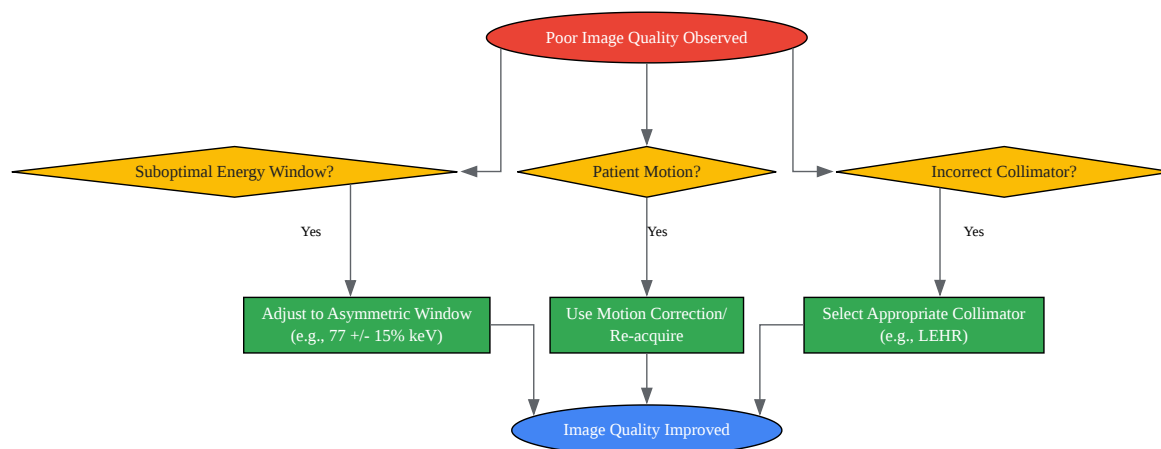 Poor Image Quality Observed
Suboptimal Energy Window?
Patient Motion?
Incorrect Collimator?
Yes
Yes
Yes
Adjust to Asymmetric Window
(e.g., 77 +/- 15% keV)
Use Motion Correction/
Re-acquire
Select Appropriate Collimator
(e.g., LEHR)
Image Quality Improved